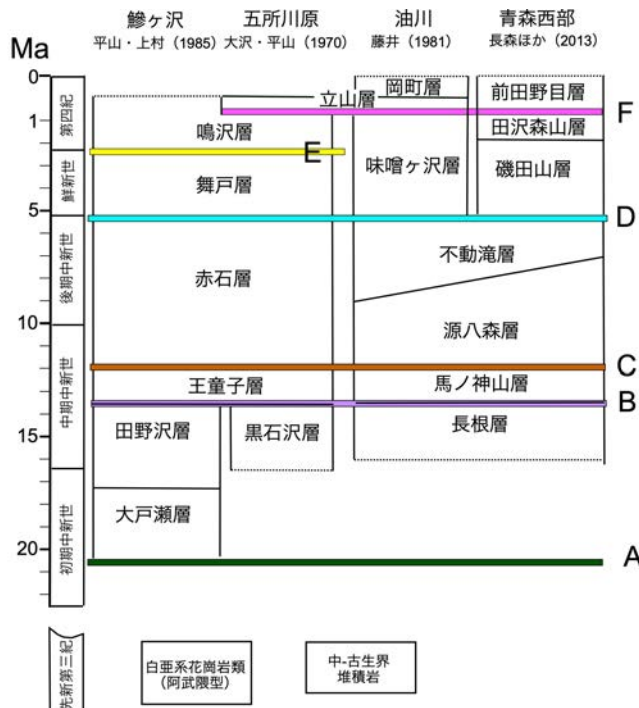 鰺ヶ沢
平山・上村（1985）
五所川原
大沢・平山（1970）
油川
藤井（1981）
青森西部
長森ほか（2013）
Ma
0
1
5
10
15
20
第四紀
鮮新世
後期中新世
中期中新世
初期中新世
先新第三紀
岡町層
前田野目層
立山層
F
鳴沢層
田沢森山層
E
味噌ヶ沢層
舞戸層
磯田山層
D
不動滝層
赤石層
源八森層
C
王童子層
馬ノ神山層
B
田野沢層
黒石沢層
長根層
大戸瀬層
A
白亜系花崗岩類
（阿武隈型）
中-古生界
堆積岩